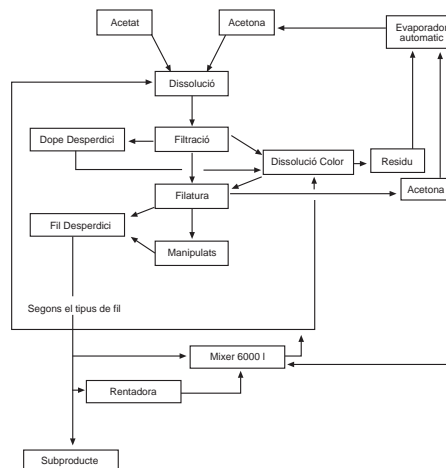 Acetat
Acetona
Evaporador
automatic
Dissolució
Dope Desperdici
Filtració
Dissolució Color
Residu
Filatura
Acetona
Fil Desperdici
Manipulats
Segons el tipus de fil
Mixer 6000 l
Rentadora
Subproducte